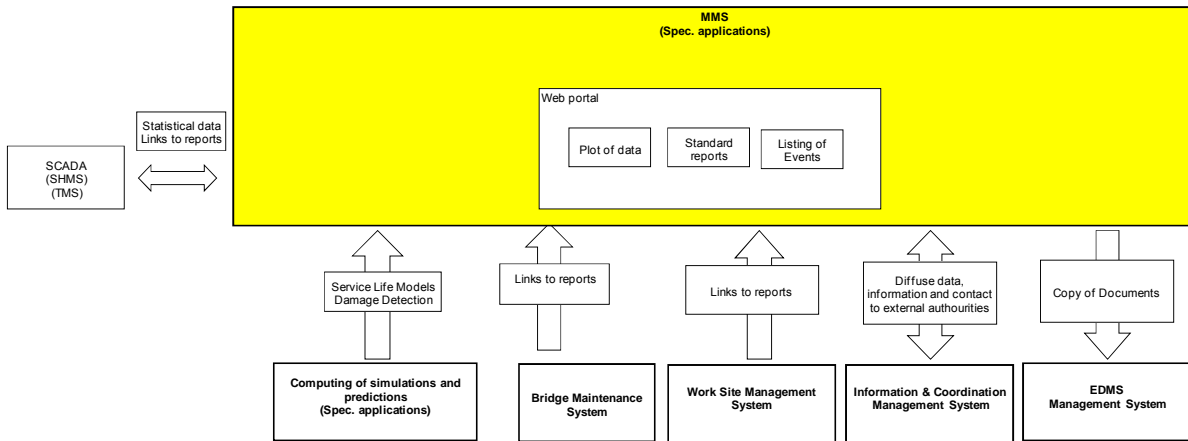 MMS
(Spec. applications)
Web portal
Plot of data
Standard
reports
Listing of
Events
Statistical data
Links to reports
SCADA
(SHMS)
(TMS)
Service Life Models
Damage Detection
Links to reports
Links to reports
Diffuse data,
information and contact
to external authourities
Copy of Documents
Computing of simulations and
predictions
(Spec. applications)
Bridge Maintenance
System
Work Site Management
System
Information & Coordination
Management System
EDMS
Management System